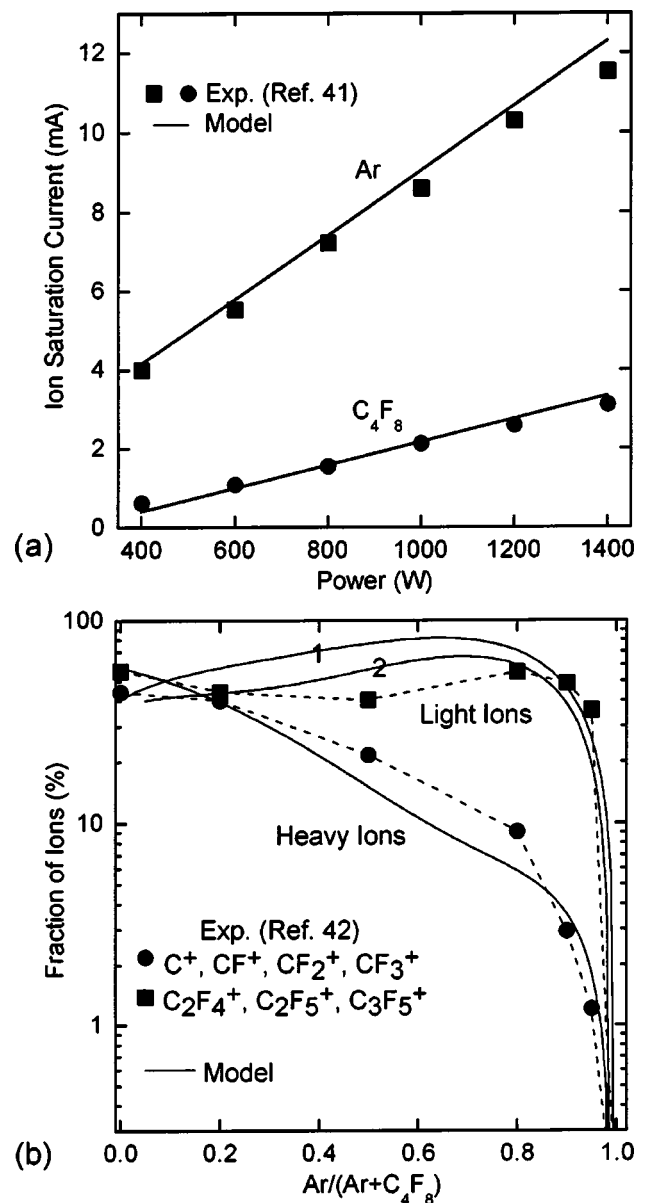 12
10
8
6
4
2
0
Ion Saturation Current (mA)
■ ● Exp. (Ref. 41)
— Model
Ar
C₄F₈
400 600 800 1000 1200 1400
Power (W)
(a)
100
10
1
Fraction of Ions (%)
1
2
Light Ions
Heavy Ions
Exp. (Ref. 42)
● C⁺, CF⁺, CF₂⁺, CF₃⁺
■ C₂F₄⁺, C₂F₅⁺, C₃F₅⁺
— Model
0.0 0.2 0.4 0.6 0.8 1.0
Ar/(Ar+C₄F₈)
(b)